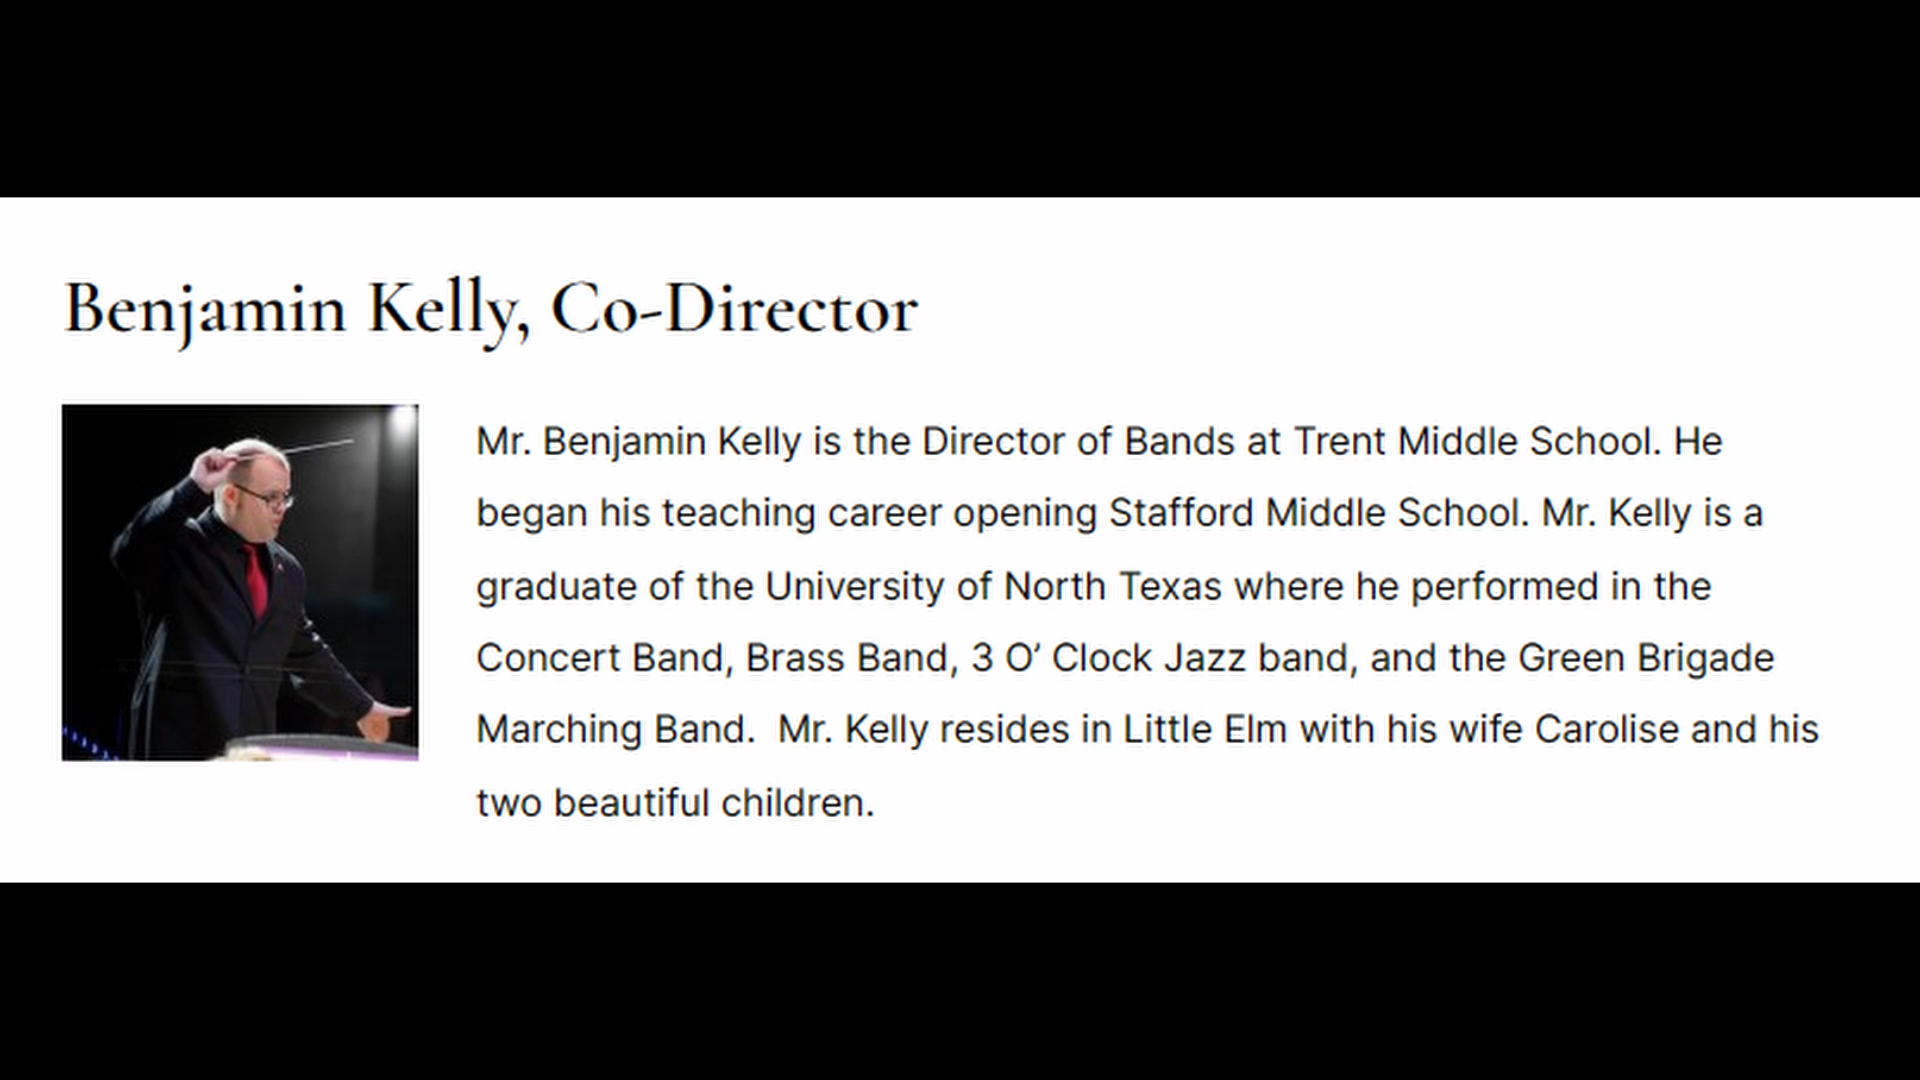 Benjamin Kelly, Co-Director
Mr. Benjamin Kelly is the Director of Bands at Trent Middle School. He
began his teaching career opening Stafford Middle School. Mr. Kelly is a
graduate of the University of North Texas where he performed in the
Concert Band, Brass Band, 3 O’ Clock Jazz band, and the Green Brigade
Marching Band.  Mr. Kelly resides in Little Elm with his wife Carolise and his
two beautiful children.